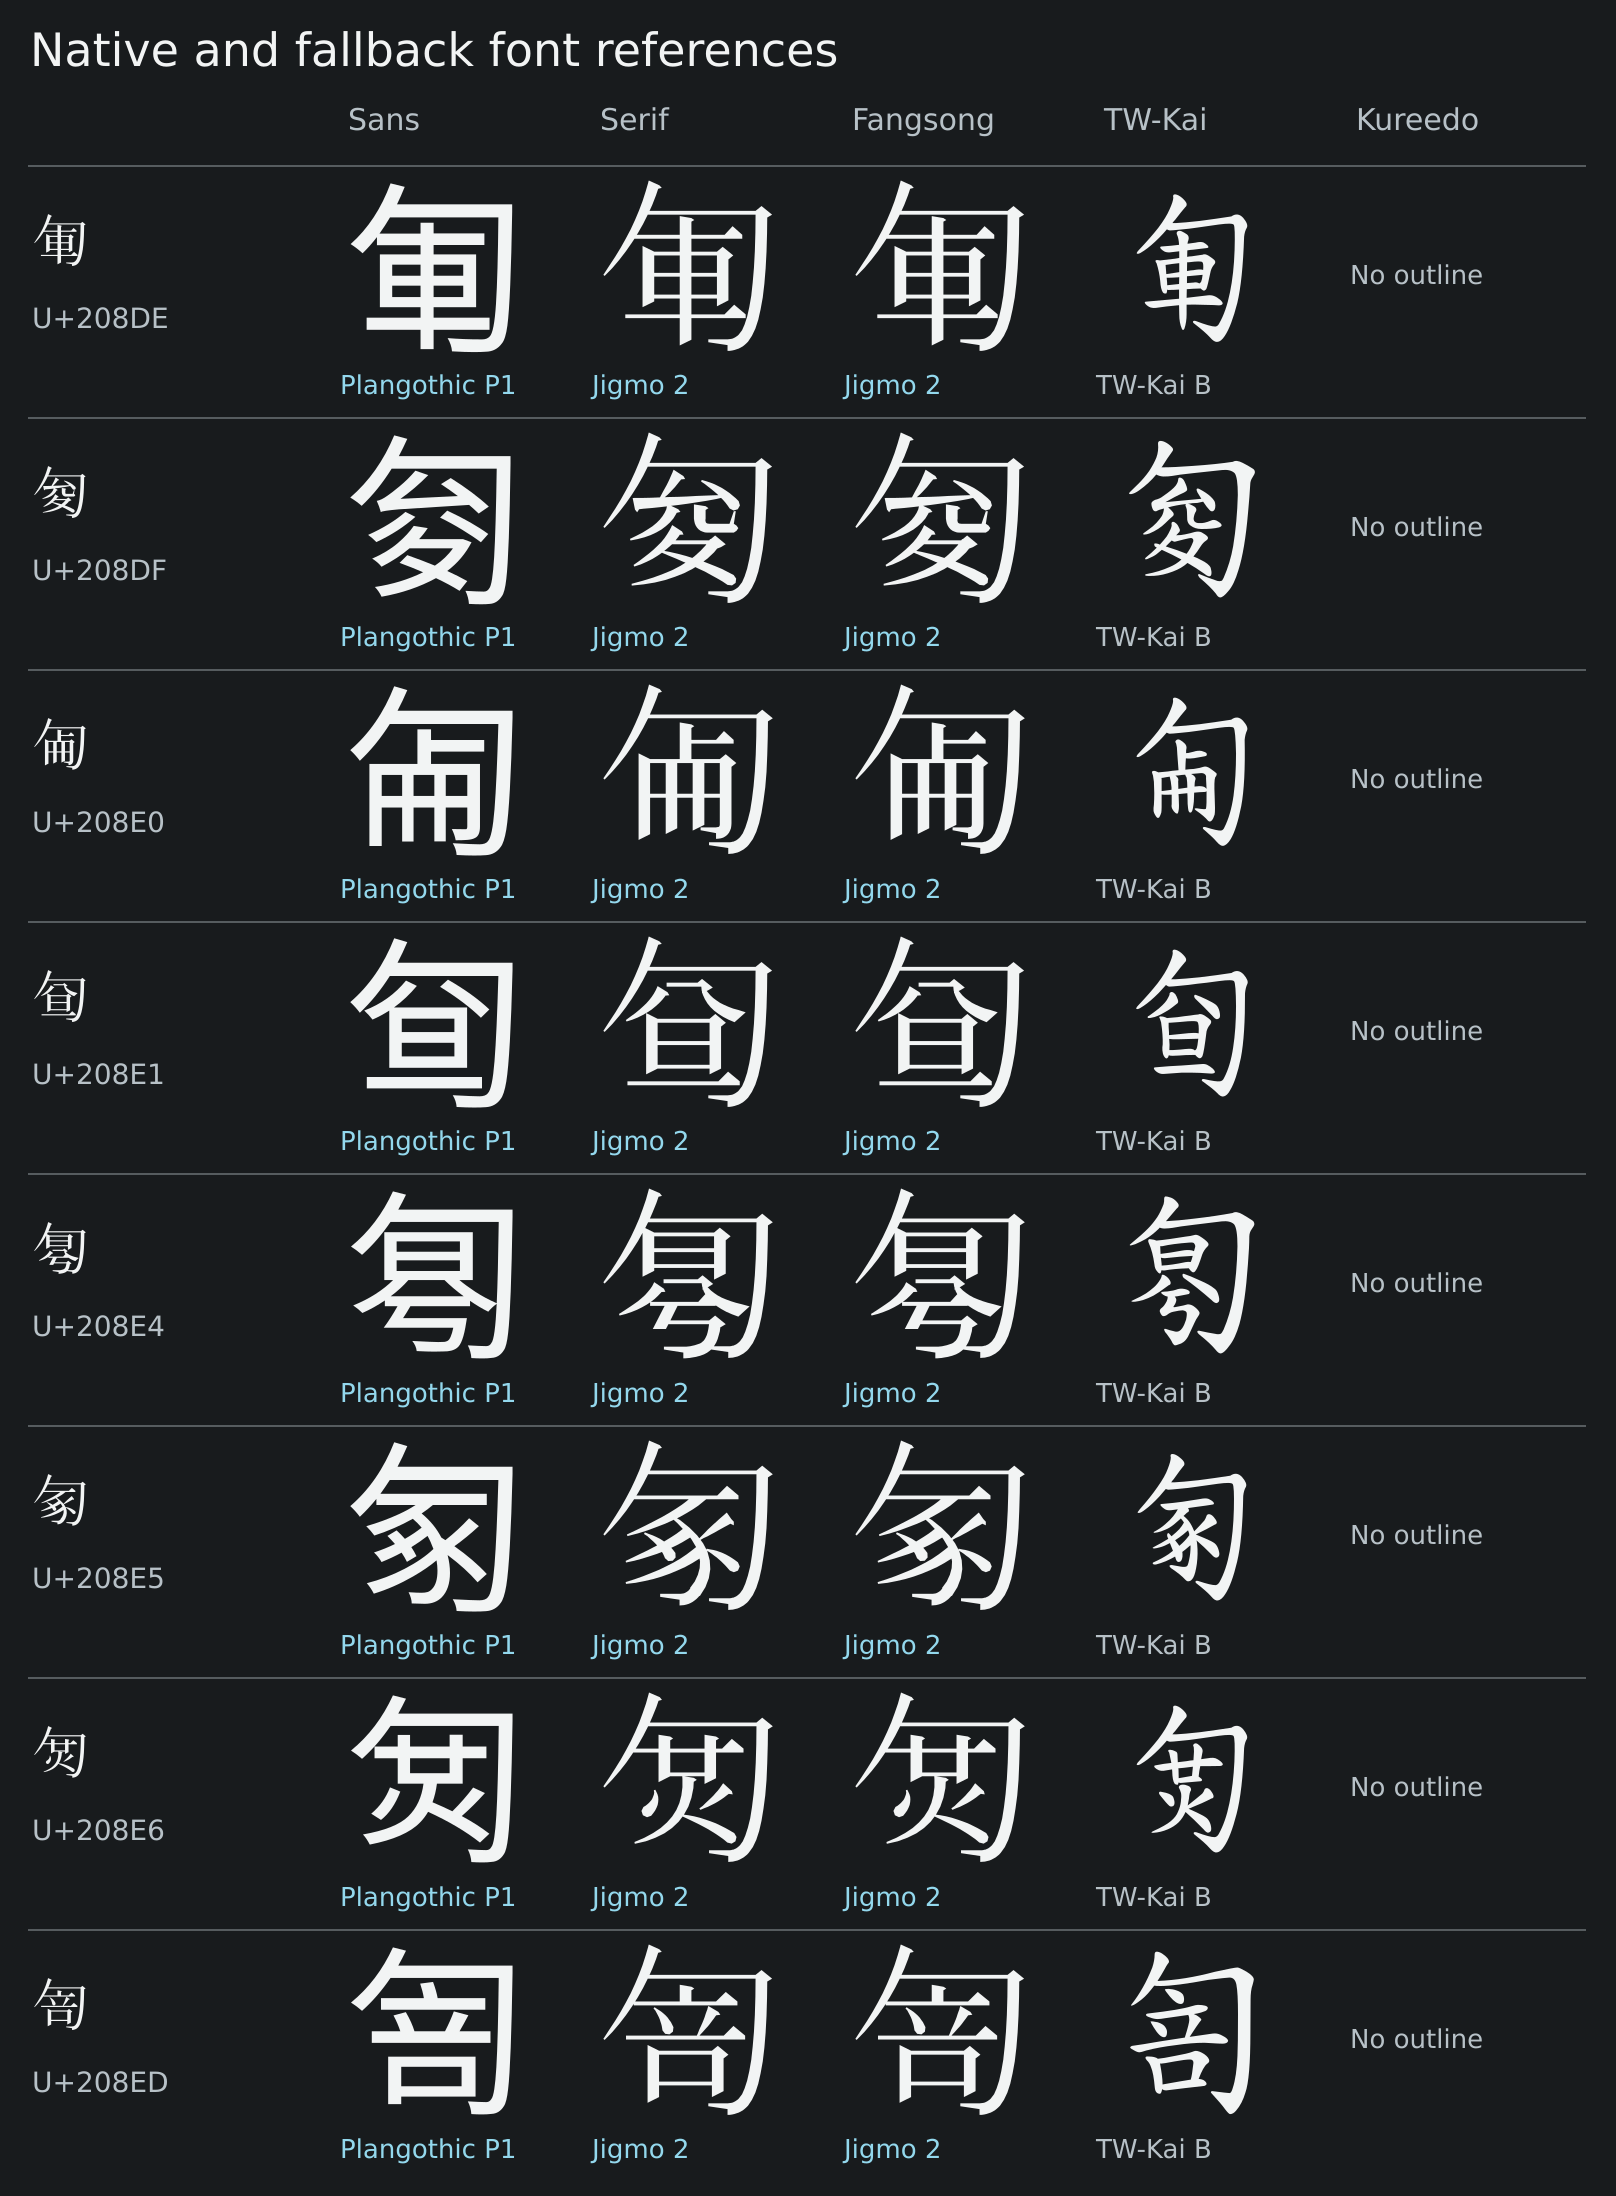 Native and fallback font references
Sans Serif Fangsong TW-Kai Kureedo
𠣞 𠣞 𠣞 𠣞 𠣞 No outline
U+208DE
Plangothic P1 Jigmo 2 Jigmo 2 TW-Kai B
𠣟 𠣟 𠣟 𠣟 𠣟 No outline
U+208DF
Plangothic P1 Jigmo 2 Jigmo 2 TW-Kai B
𠣠 𠣠 𠣠 𠣠 𠣠 No outline
U+208E0
Plangothic P1 Jigmo 2 Jigmo 2 TW-Kai B
𠣡 𠣡 𠣡 𠣡 𠣡 No outline
U+208E1
Plangothic P1 Jigmo 2 Jigmo 2 TW-Kai B
𠣤 𠣤 𠣤 𠣤 𠣤 No outline
U+208E4
Plangothic P1 Jigmo 2 Jigmo 2 TW-Kai B
𠣥 𠣥 𠣥 𠣥 𠣥 No outline
U+208E5
Plangothic P1 Jigmo 2 Jigmo 2 TW-Kai B
𠣦 𠣦 𠣦 𠣦 𠣦 No outline
U+208E6
Plangothic P1 Jigmo 2 Jigmo 2 TW-Kai B
𠣭 𠣭 𠣭 𠣭 𠣭 No outline
U+208ED
Plangothic P1 Jigmo 2 Jigmo 2 TW-Kai B